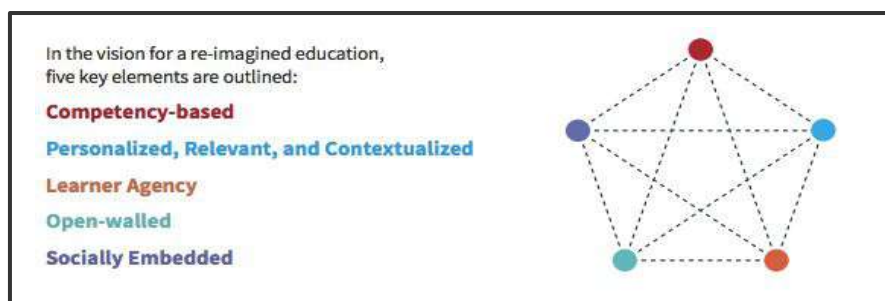 In the vision for a re-imagined education,
five key elements are outlined:
Competency-based
Personalized, Relevant, and Contextualized
Learner Agency
Open-walled
Socially Embedded